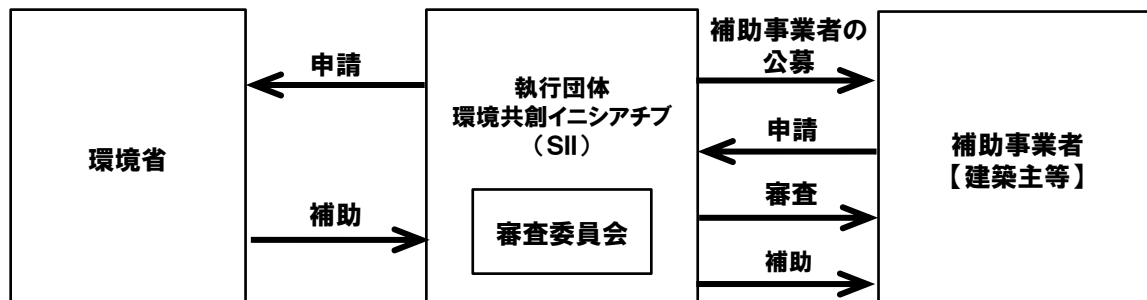 環境省
申請
補助
執行団体
環境共創イニシアチブ
（SII）
審査委員会
補助事業者の
公募
申請
審査
補助
補助事業者
【建築主等】